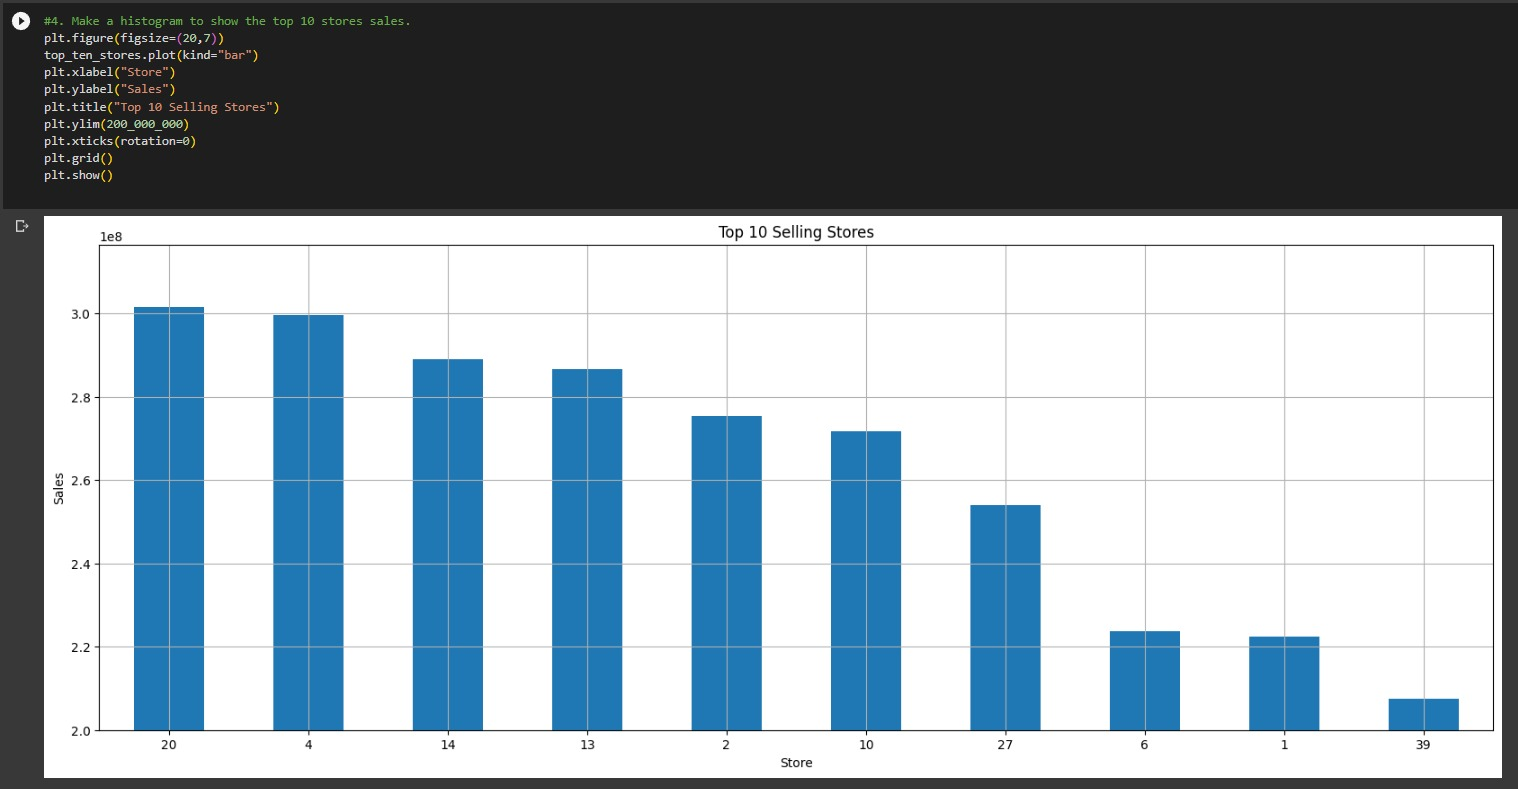 #4. Make a histogram to show the top 10 stores sales.
plt.figure(figsize=(20,7))
top_ten_stores.plot(kind="bar")
plt.xlabel("Store")
plt.ylabel("Sales")
plt.title("Top 10 Selling Stores")
plt.ylim(200_000_000)
plt.xticks(rotation=0)
plt.grid()
plt.show()
Top 10 Selling Stores
1e8
3.0
2.8
2.6
2.4
2.2
2.0
Sales
20 4 14 13 2 10 27 6 1 39
Store